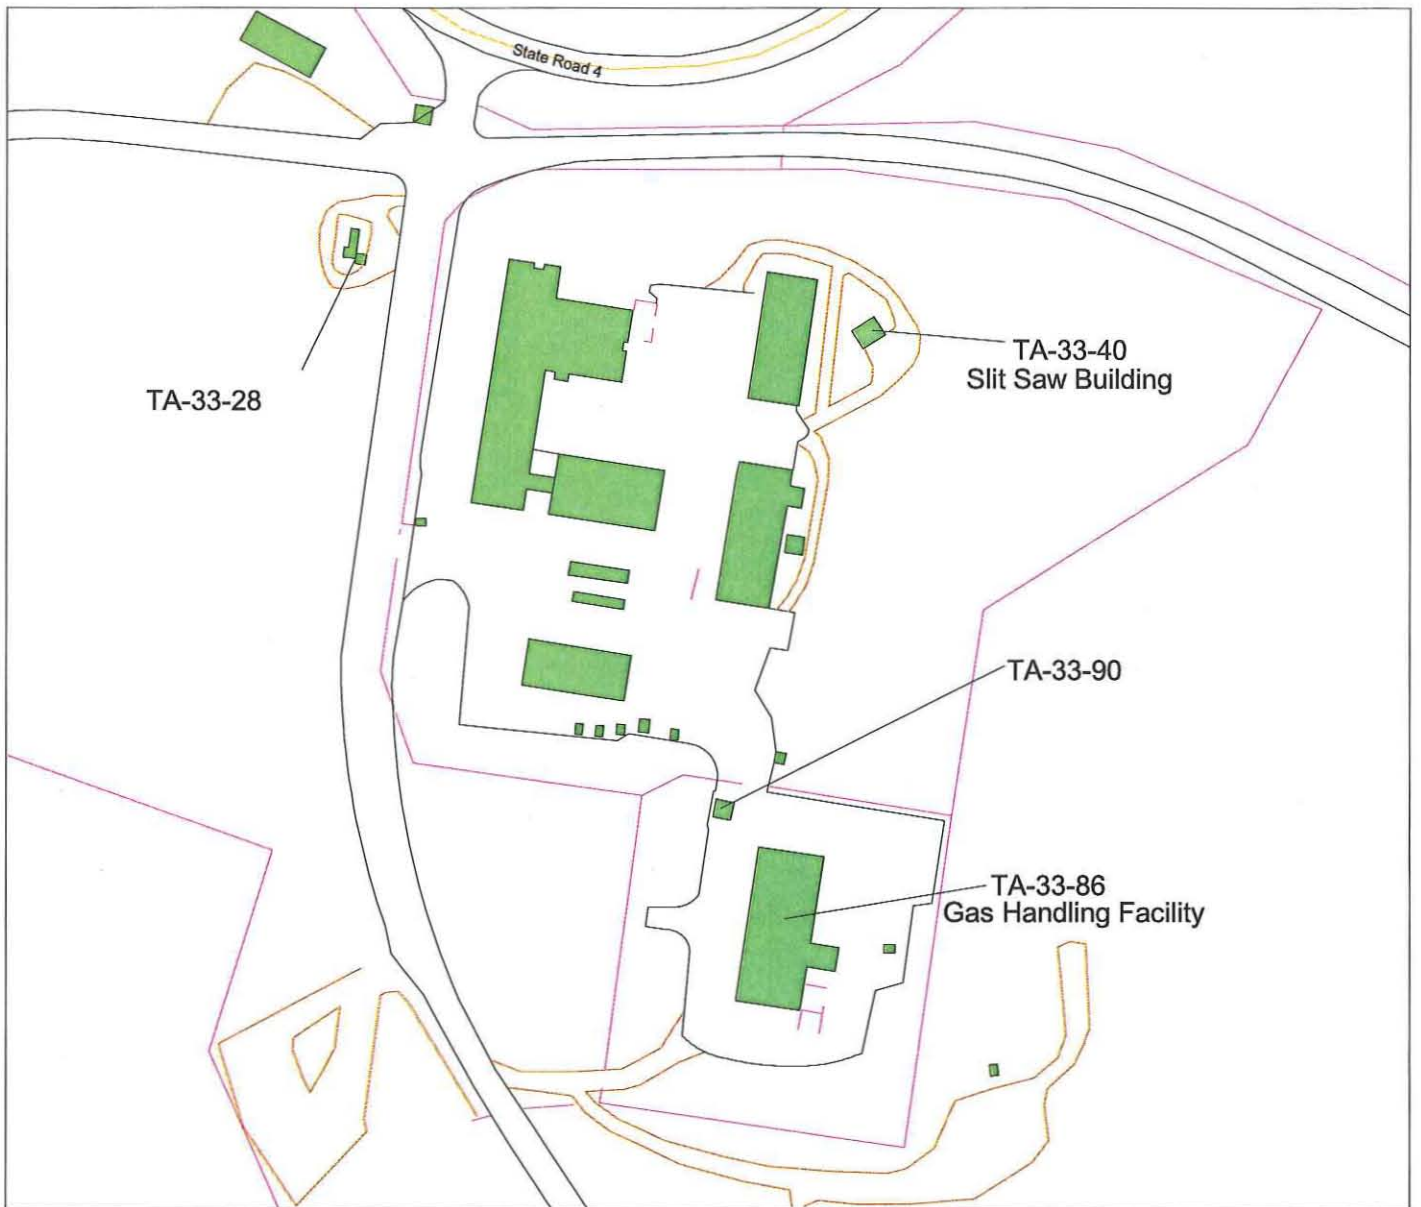 State Road 4
TA-33-28
TA-33-40
Slit Saw Building
TA-33-90
TA-33-86
Gas Handling Facility